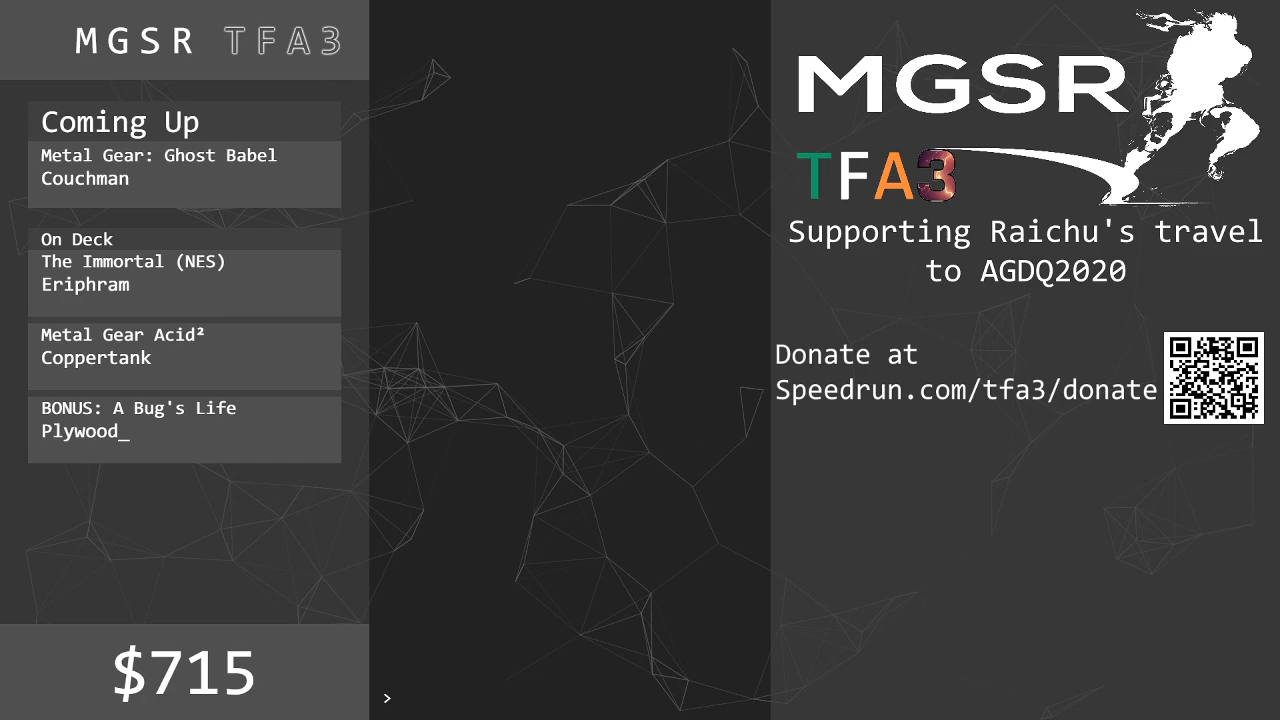 MGSR TFA3
Coming Up
Metal Gear: Ghost Babel
Couchman
On Deck
The Immortal (NES)
Eriphram
Metal Gear Acid²
Coppertank
BONUS: A Bug's Life
Plywood_
$715
>
MGSR
TFA3
Supporting Raichu's travel
to AGDQ2020
Donate at
Speedrun.com/tfa3/donate